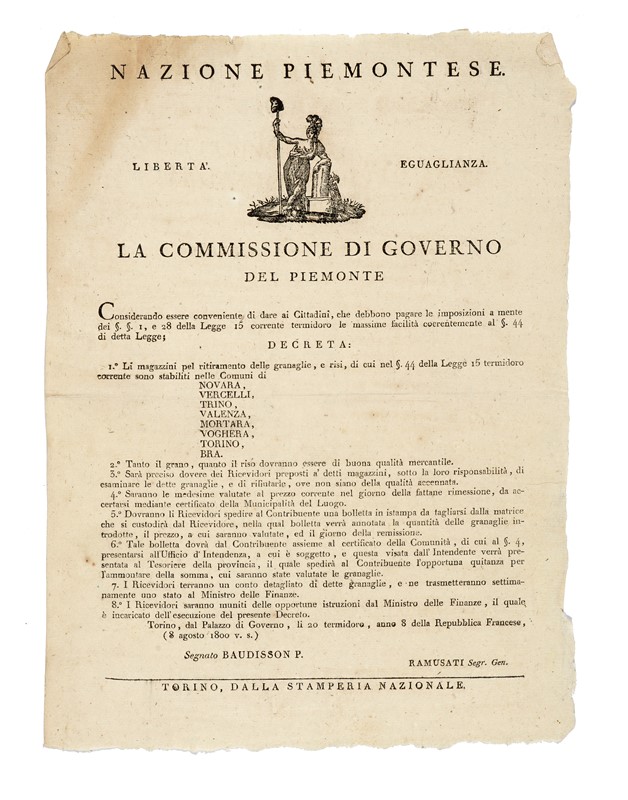 NAZIONE PIEMONTESE.
LIBERTA'. EGUAGLIANZA.
LA COMMISSIONE DI GOVERNO
DEL PIEMONTE
Considerando essere conveniente di dare ai Cittadini, che debbono pagare le imposizioni a mente
dei §. §. 1, e 28 della Legge 15 corrente termidoro le massime facilità coerentemente al §. 44
di detta Legge;
DECRETA:
1.° Li magazzini pel ritiramento delle granaglie, e risi, di cui nel §. 44 della Legge 15 termidoro
corrente sono stabiliti nelle Comuni di
NOVARA,
VERCELLI,
TRINO,
VALENZA,
MORTARA,
VOGHERA,
TORINO,
BRA.
2.° Tanto il grano, quanto il riso dovranno essere di buona qualità mercantile.
3.° Sarà preciso dovere dei Ricevidori preposti a' detti magazzini, sotto la loro responsabilità, di
esaminare le dette granaglie, e di rifiutarle, ove non siano della qualità accennata.
4.° Saranno le medesime valutate al prezzo corrente nel giorno della fattane rimessione, da ac-
certarsi mediante certificato della Municipalità del Luogo.
5.° Dovranno li Ricevidori spedire al Contribuente una bolletta in istampa da tagliarsi dalla matrice
che si custodirà dal Ricevidore, nella qual bolletta verrà annotata la quantità delle granaglie in-
trodotte, il prezzo, a cui saranno valutate, ed il giorno della remissione.
6.° Tale bolletta dovrà dal Contribuente assieme al certificato della Comunità, di cui al §. 4,
presentarsi all'Ufficio d'Intendenza, a cui è soggetto, e questa visata dall'Intendente verrà pre-
sentata al Tesoriere della provincia, il quale spedirà al Contribuente l'opportuna quitanza per
l'ammontare della somma, cui saranno state valutate le granaglie.
7. I Ricevidori terranno un conto detagliato di dette granaglie, e ne trasmetteranno settima-
namente uno stato al Ministro delle Finanze.
8.° I Ricevidori saranno muniti delle opportune istruzioni dal Ministro delle Finanze, il quale
è incaricato dell'esecuzione del presente Decreto.
Torino, dal Palazzo di Governo, li 20 termidoro, anno 8 della Repubblica Francese,
(8 agosto 1800 v. s.)
Segnato BAUDISSON P.
RAMUSATI Segr. Gen.
TORINO, DALLA STAMPERIA NAZIONALE.